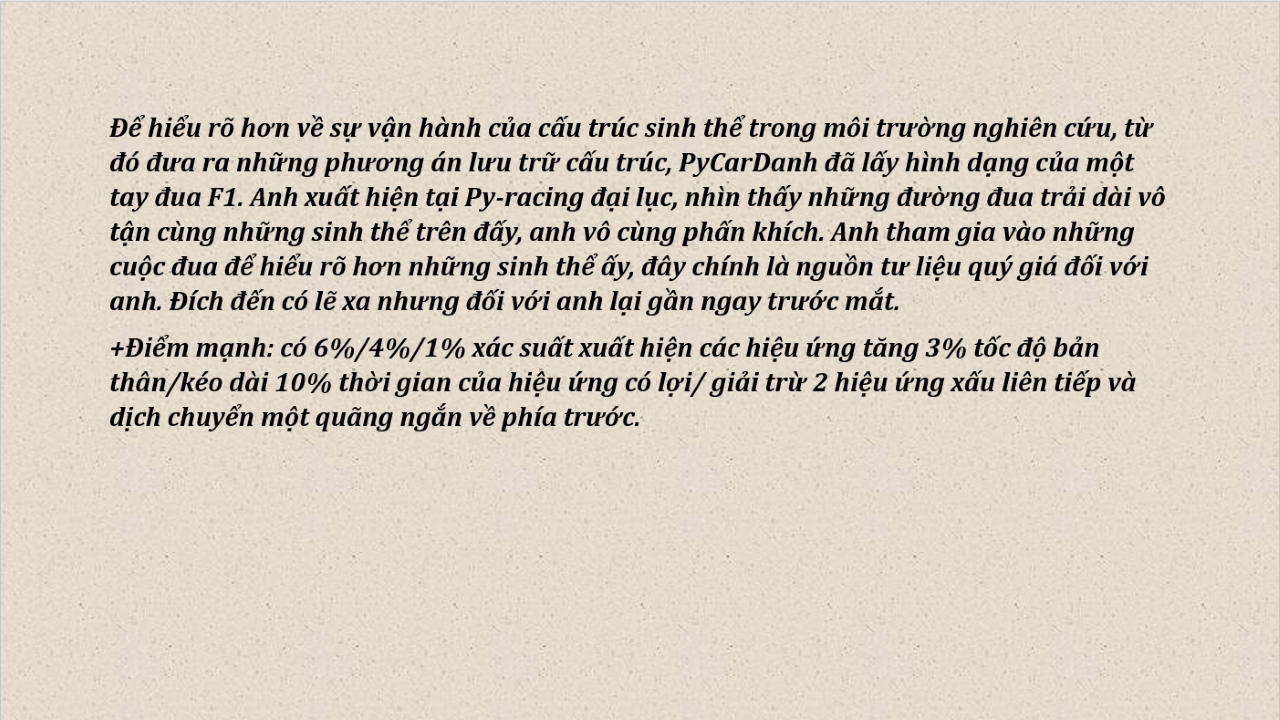 Để hiểu rõ hơn về sự vận hành của cấu trúc sinh thể trong môi trường nghiên cứu, từ
đó đưa ra những phương án lưu trữ cấu trúc, PyCarDanh đã lấy hình dạng của một
tay đua F1. Anh xuất hiện tại Py-racing đại lục, nhìn thấy những đường đua trải dài vô
tận cùng những sinh thể trên đấy, anh vô cùng phấn khích. Anh tham gia vào những
cuộc đua để hiểu rõ hơn những sinh thể ấy, đây chính là nguồn tư liệu quý giá đối với
anh. Đích đến có lẽ xa nhưng đối với anh lại gần ngay trước mắt.
+Điểm mạnh: có 6%/4%/1% xác suất xuất hiện các hiệu ứng tăng 3% tốc độ bản
thân/kéo dài 10% thời gian của hiệu ứng có lợi/ giải trừ 2 hiệu ứng xấu liên tiếp và
dịch chuyển một quãng ngắn về phía trước.